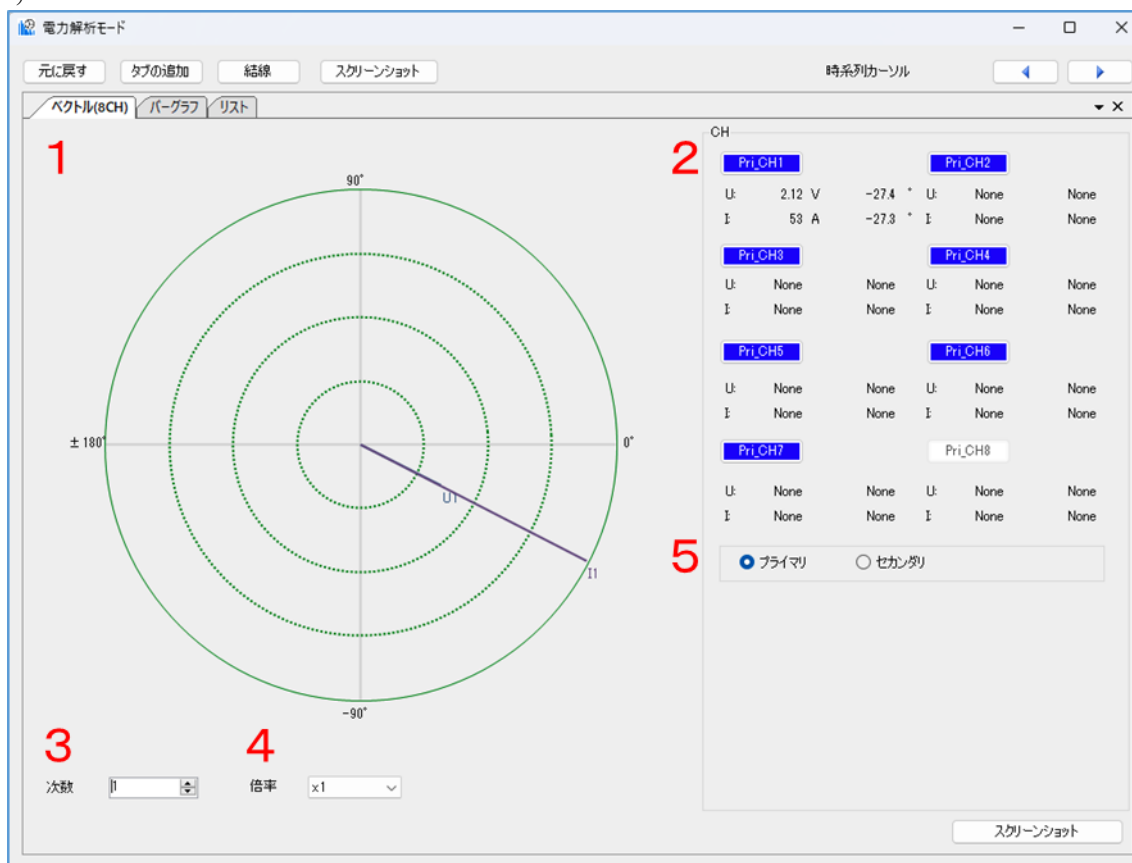 電力解析モード
元に戻す タブの追加 結線 スクリーンショット 時系列カーソル
ベクトル(8CH) バーグラフ リスト
1
90°
±180°
0°
-90°
U1
I1
3
次数 1
4
倍率 x1
CH
2
Pri_CH1 Pri_CH2
U: 2.12 V -27.4 ° U: None None
I: 53 A -27.3 ° I: None None
Pri_CH3 Pri_CH4
U: None None U: None None
I: None None I: None None
Pri_CH5 Pri_CH6
U: None None U: None None
I: None None I: None None
Pri_CH7 Pri_CH8
U: None None U: None None
I: None None I: None None
5
プライマリ セカンダリ
スクリーンショット